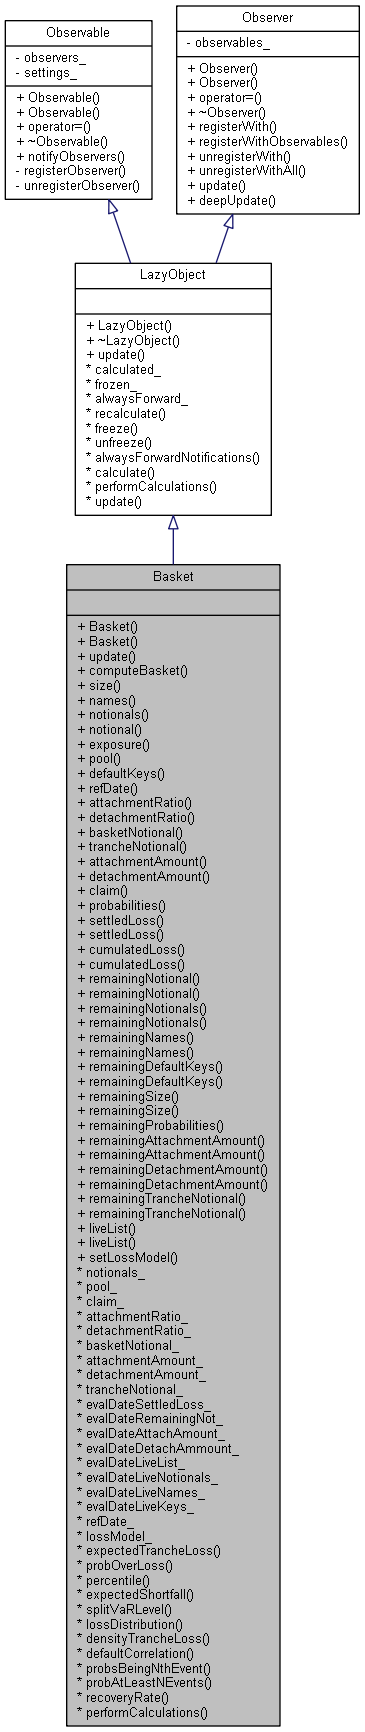 Observable
- observers_
- settings_
+ Observable()
+ Observable()
+ operator=()
+ ~Observable()
+ notifyObservers()
- registerObserver()
- unregisterObserver()
Observer
- observables_
+ Observer()
+ Observer()
+ operator=()
+ ~Observer()
+ registerWith()
+ registerWithObservables()
+ unregisterWith()
+ unregisterWithAll()
+ update()
+ deepUpdate()
LazyObject
+ LazyObject()
+ ~LazyObject()
+ update()
* calculated_
* frozen_
* alwaysForward_
* recalculate()
* freeze()
* unfreeze()
* alwaysForwardNotifications()
* calculate()
* performCalculations()
* update()
Basket
+ Basket()
+ Basket()
+ update()
+ computeBasket()
+ size()
+ names()
+ notionals()
+ notional()
+ exposure()
+ pool()
+ defaultKeys()
+ refDate()
+ attachmentRatio()
+ detachmentRatio()
+ basketNotional()
+ trancheNotional()
+ attachmentAmount()
+ detachmentAmount()
+ claim()
+ probabilities()
+ settledLoss()
+ settledLoss()
+ cumulatedLoss()
+ cumulatedLoss()
+ remainingNotional()
+ remainingNotional()
+ remainingNotionals()
+ remainingNotionals()
+ remainingNames()
+ remainingNames()
+ remainingDefaultKeys()
+ remainingDefaultKeys()
+ remainingSize()
+ remainingSize()
+ remainingProbabilities()
+ remainingAttachmentAmount()
+ remainingAttachmentAmount()
+ remainingDetachmentAmount()
+ remainingDetachmentAmount()
+ remainingTrancheNotional()
+ remainingTrancheNotional()
+ liveList()
+ liveList()
+ setLossModel()
* notionals_
* pool_
* claim_
* attachmentRatio_
* detachmentRatio_
* basketNotional_
* attachmentAmount_
* detachmentAmount_
* trancheNotional_
* evalDateSettledLoss_
* evalDateRemainingNot_
* evalDateAttachAmount_
* evalDateDetachAmmount_
* evalDateLiveList_
* evalDateLiveNotionals_
* evalDateLiveNames_
* evalDateLiveKeys_
* refDate_
* lossModel_
* expectedTrancheLoss()
* probOverLoss()
* percentile()
* expectedShortfall()
* splitVaRLevel()
* lossDistribution()
* densityTrancheLoss()
* defaultCorrelation()
* probsBeingNthEvent()
* probAtLeastNEvents()
* recoveryRate()
* performCalculations()